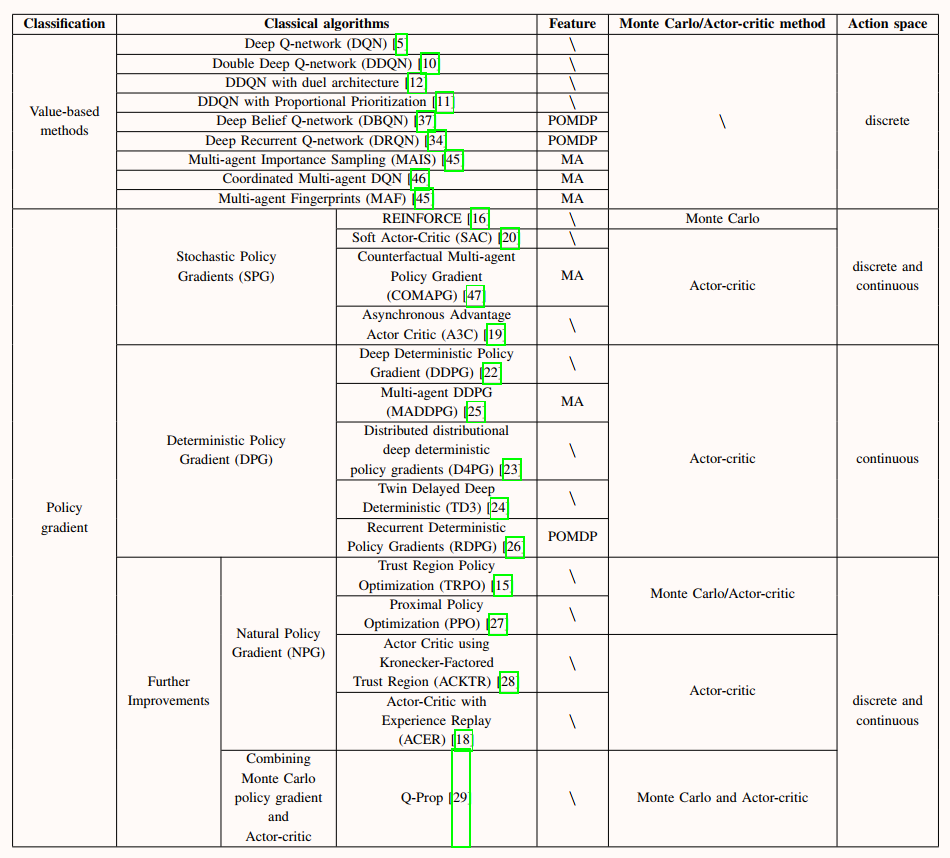 Classification Classical algorithms Feature Monte Carlo/Actor-critic method Action space
Value-based
methods
Deep Q-network (DQN) [5] \
Double Deep Q-network (DDQN) [10] \
DDQN with duel architecture [12] \
DDQN with Proportional Prioritization [11] \
Deep Belief Q-network (DBQN) [37] POMDP
Deep Recurrent Q-network (DRQN) [34] POMDP
Multi-agent Importance Sampling (MAIS) [45] MA
Coordinated Multi-agent DQN [46] MA
Multi-agent Fingerprints (MAF) [45] MA
\
discrete
Policy
gradient
Stochastic Policy
Gradients (SPG)
REINFORCE [16] \ Monte Carlo
Soft Actor-Critic (SAC) [20] \
Counterfactual Multi-agent
Policy Gradient
(COMAPG) [47]
MA
Asynchronous Advantage
Actor Critic (A3C) [19]
\
Actor-critic
discrete and
continuous
Deterministic Policy
Gradient (DPG)
Deep Deterministic Policy
Gradient (DDPG) [22]
\
Multi-agent DDPG
(MADDPG) [25]
MA
Distributed distributional
deep deterministic
policy gradients (D4PG) [23]
\
Twin Delayed Deep
Deterministic (TD3) [24]
\
Recurrent Deterministic
Policy Gradients (RDPG) [26]
POMDP
Actor-critic
continuous
Further
Improvements
Natural Policy
Gradient (NPG)
Trust Region Policy
Optimization (TRPO) [15]
\
Proximal Policy
Optimization (PPO) [27]
\
Monte Carlo/Actor-critic
Actor Critic using
Kronecker-Factored
Trust Region (ACKTR) [28]
\
Actor-Critic with
Experience Replay
(ACER) [18]
\
Actor-critic
discrete and
continuous
Combining
Monte Carlo
policy gradient
and
Actor-critic
Q-Prop [29] \ Monte Carlo and Actor-critic